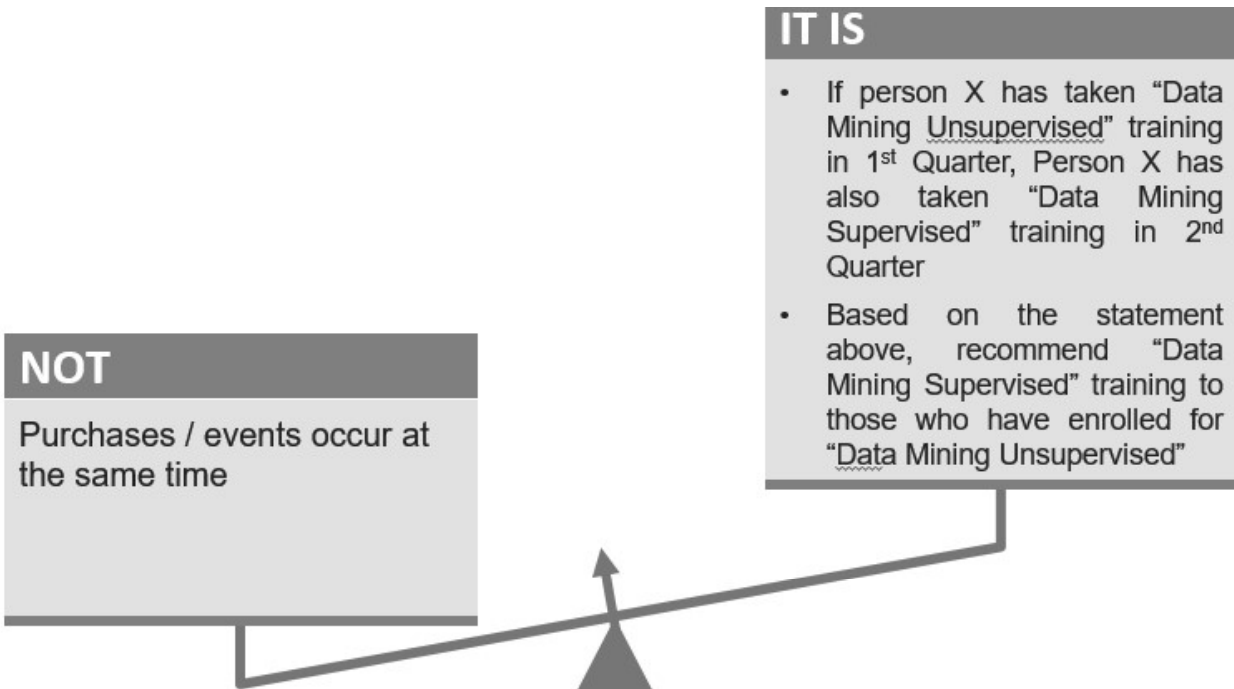 NOT
Purchases / events occur at
the same time
IT IS
• If person X has taken “Data
Mining Unsupervised” training
in 1st Quarter, Person X has
also taken “Data Mining
Supervised” training in 2nd
Quarter
• Based on the statement
above, recommend “Data
Mining Supervised” training to
those who have enrolled for
“Data Mining Unsupervised”